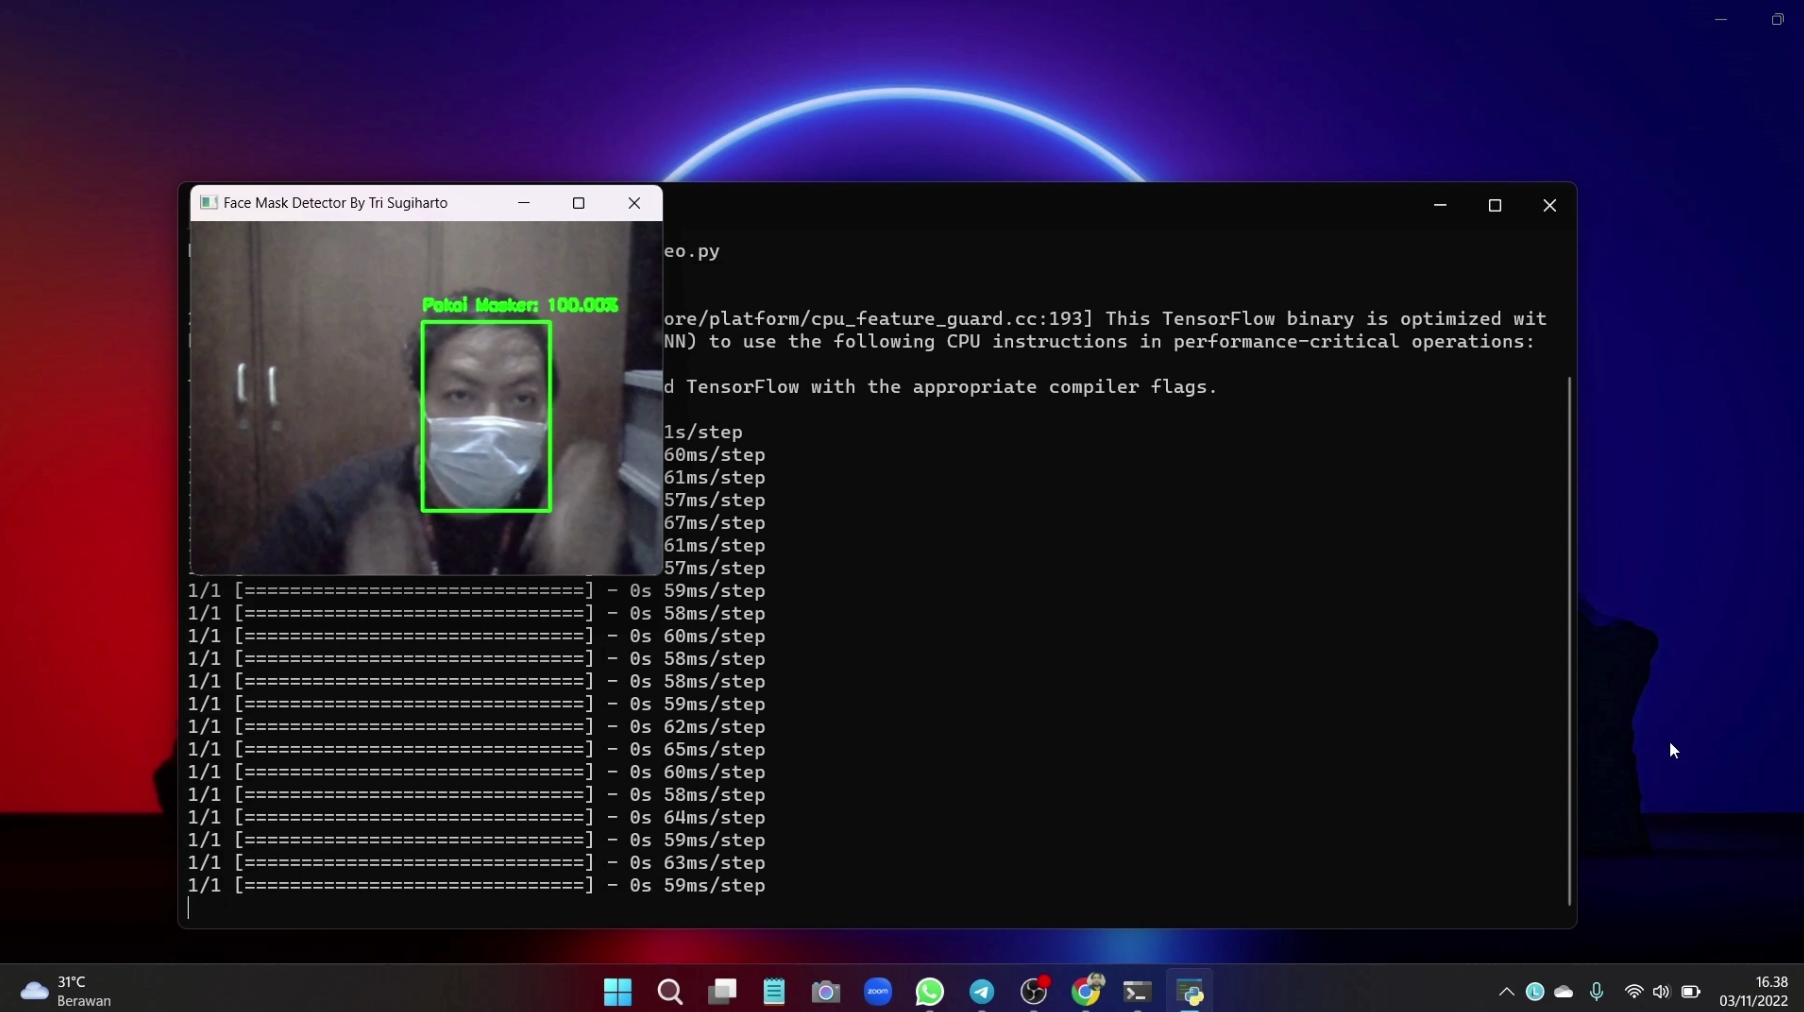 Face Mask Detector By Tri Sugiharto
eo.py
Pakai Masker: 100.00%
ore/platform/cpu_feature_guard.cc:193] This TensorFlow binary is optimized wit
NN) to use the following CPU instructions in performance-critical operations:
d TensorFlow with the appropriate compiler flags.
1s/step
60ms/step
61ms/step
57ms/step
67ms/step
61ms/step
57ms/step
1/1 [==============================] - 0s 59ms/step
1/1 [==============================] - 0s 58ms/step
1/1 [==============================] - 0s 60ms/step
1/1 [==============================] - 0s 58ms/step
1/1 [==============================] - 0s 58ms/step
1/1 [==============================] - 0s 59ms/step
1/1 [==============================] - 0s 62ms/step
1/1 [==============================] - 0s 65ms/step
1/1 [==============================] - 0s 60ms/step
1/1 [==============================] - 0s 58ms/step
1/1 [==============================] - 0s 64ms/step
1/1 [==============================] - 0s 59ms/step
1/1 [==============================] - 0s 63ms/step
1/1 [==============================] - 0s 59ms/step
31°C
Berawan
zoom
L
16.38
03/11/2022